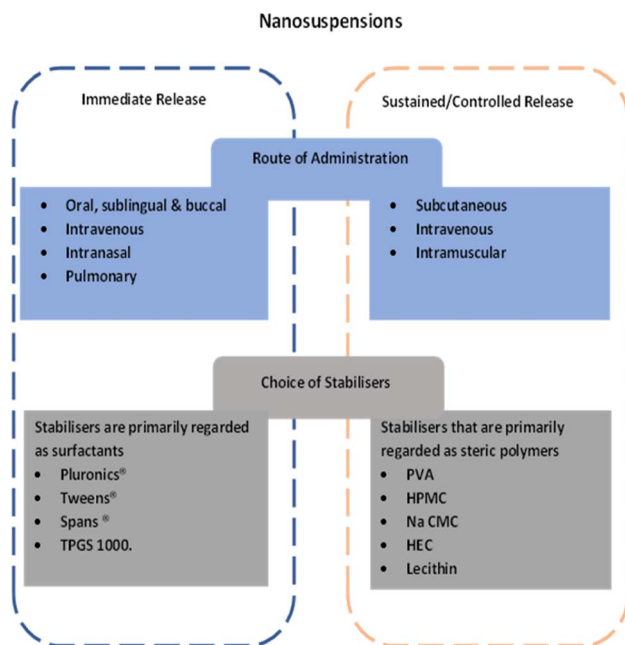 Nanosuspensions
Immediate Release
Sustained/Controlled Release
Route of Administration
• Oral, sublingual & buccal
• Intravenous
• Intranasal
• Pulmonary
• Subcutaneous
• Intravenous
• Intramuscular
Choice of Stabilisers
Stabilisers are primarily regarded
as surfactants
• Pluronics®
• Tweens®
• Spans ®
• TPGS 1000.
Stabilisers that are primarily
regarded as steric polymers
• PVA
• HPMC
• Na CMC
• HEC
• Lecithin